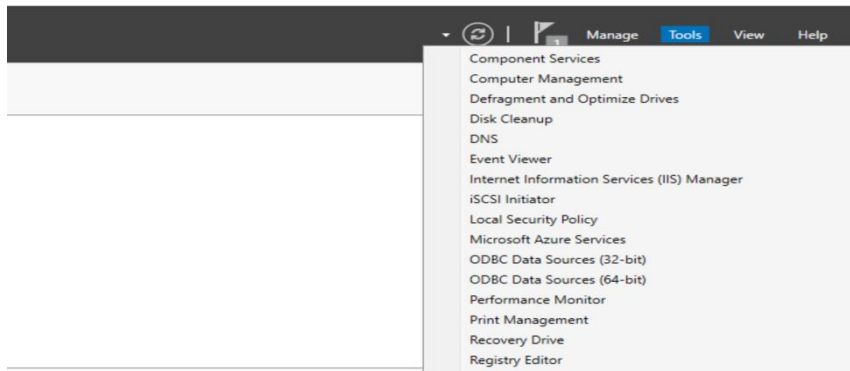 1 Manage Tools View Help
Component Services
Computer Management
Defragment and Optimize Drives
Disk Cleanup
DNS
Event Viewer
Internet Information Services (IIS) Manager
iSCSI Initiator
Local Security Policy
Microsoft Azure Services
ODBC Data Sources (32-bit)
ODBC Data Sources (64-bit)
Performance Monitor
Print Management
Recovery Drive
Registry Editor